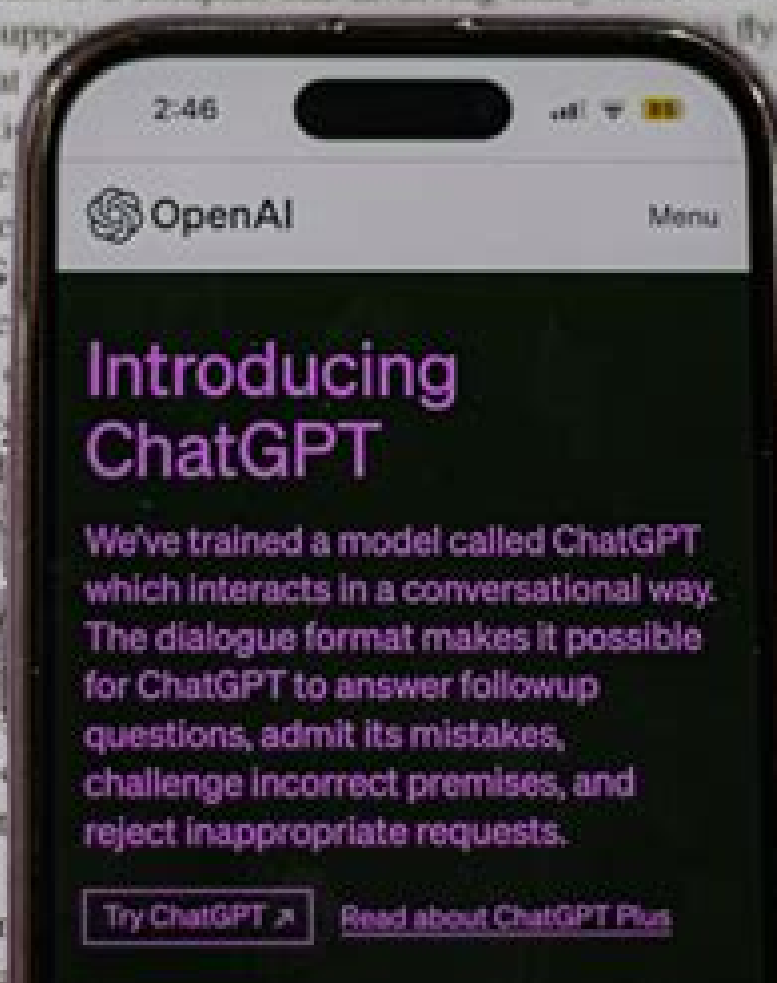 2:46
OpenAI
Menu
Introducing
ChatGPT
We've trained a model called ChatGPT
which interacts in a conversational way.
The dialogue format makes it possible
for ChatGPT to answer followup
questions, admit its mistakes,
challenge incorrect premises, and
reject inappropriate requests.
Try ChatGPT ↗
Read about ChatGPT Plus